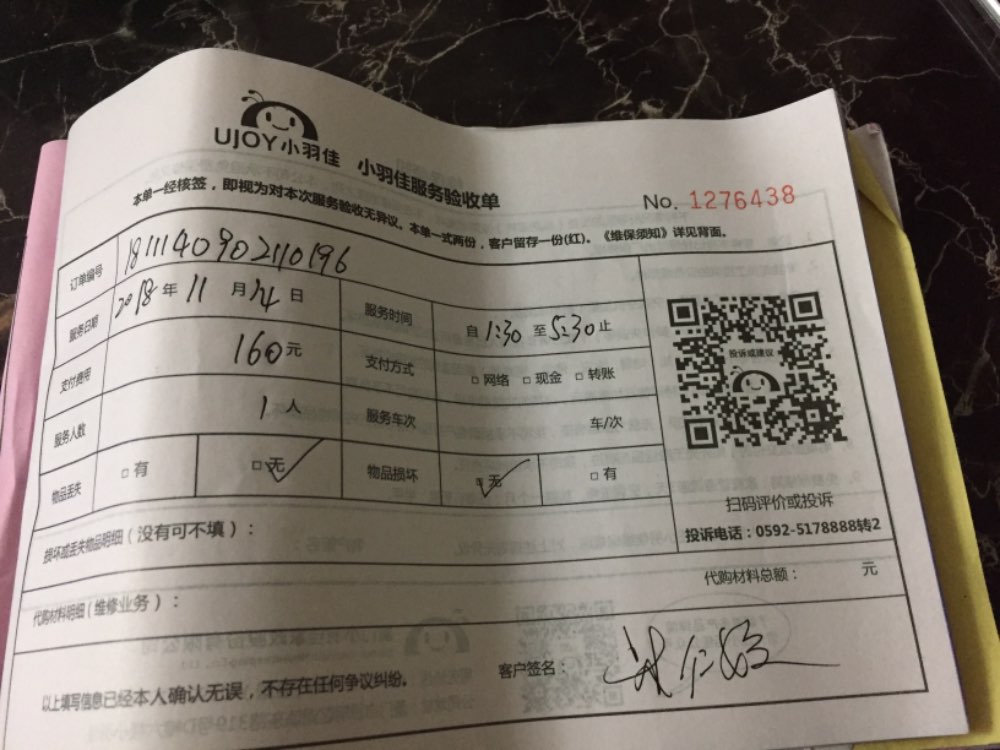 UJOY小羽佳 小羽佳服务验收单
本单一经核签，即视为对本次服务验收无异议。本单一式两份，客户留存一份(红)。《维保须知》详见背面。
No. 1276438
订单编号 1811140902110196
服务日期 2018年11月14日 服务时间 自1:30至5:30止
支付费用 160元 支付方式 □网络 □现金 □转账
服务人数 1人 服务车次 车/次
物品丢失 □有 □无✓ 物品损坏 □无✓ □有
投诉或建议
扫码评价或投诉
投诉电话：0592-5178888转2
损坏或丢失物品明细（没有可不填）：
代购材料总额： 元
代购材料明细（维修业务）：
客户签名：
以上填写信息已经本人确认无误，不存在任何争议纠纷。